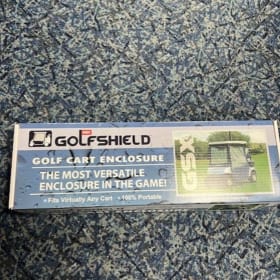 GOLFSHIELD
GOLF CART ENCLOSURE
THE MOST VERSATILE
ENCLOSURE IN THE GAME!
• Fits Virtually Any Cart • 100% Portable
GSX